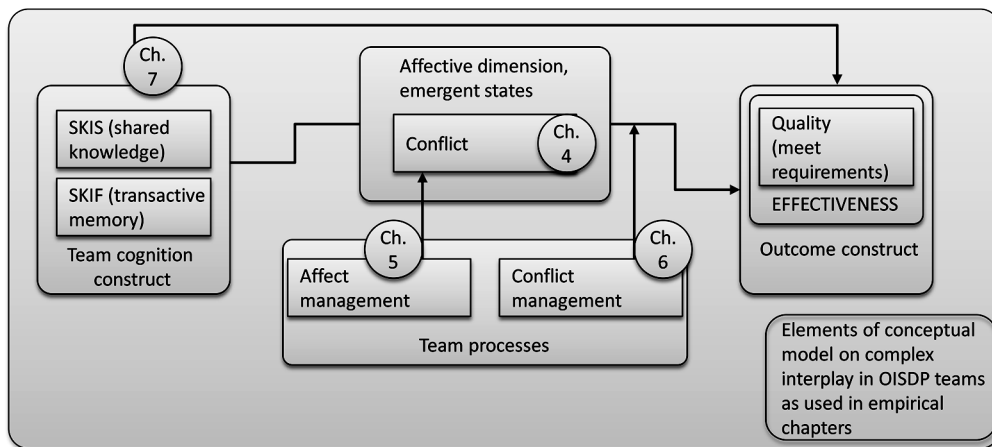 Ch.
7
SKIS (shared
knowledge)
SKIF (transactive
memory)
Team cognition
construct
Affective dimension,
emergent states
Conflict
Ch.
4
Ch.
5
Affect
management
Ch.
6
Conflict
management
Team processes
Quality
(meet
requirements)
EFFECTIVENESS
Outcome construct
Elements of conceptual
model on complex
interplay in OISDP teams
as used in empirical
chapters